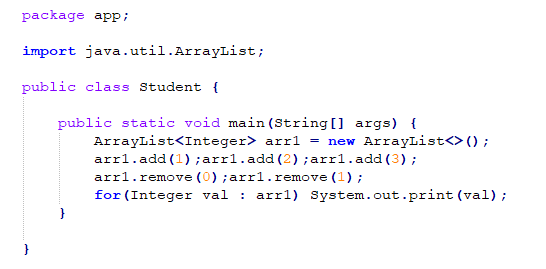 package app;
import java.util.ArrayList;
public class Student {
public static void main(String[] args) {
ArrayList<Integer> arr1 = new ArrayList<>();
arr1.add(1);arr1.add(2);arr1.add(3);
arr1.remove(0);arr1.remove(1);
for(Integer val : arr1) System.out.print(val);
}
}